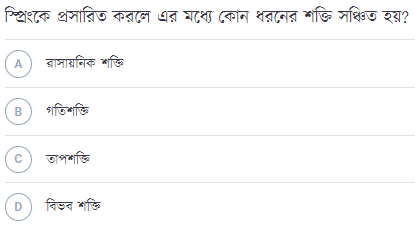 স্প্রিংকে প্রসারিত করলে এর মধ্যে কোন ধরনের শক্তি সঞ্চিত হয়?
A রাসায়নিক শক্তি
B গতিশক্তি
C তাপশক্তি
D বিভব শক্তি